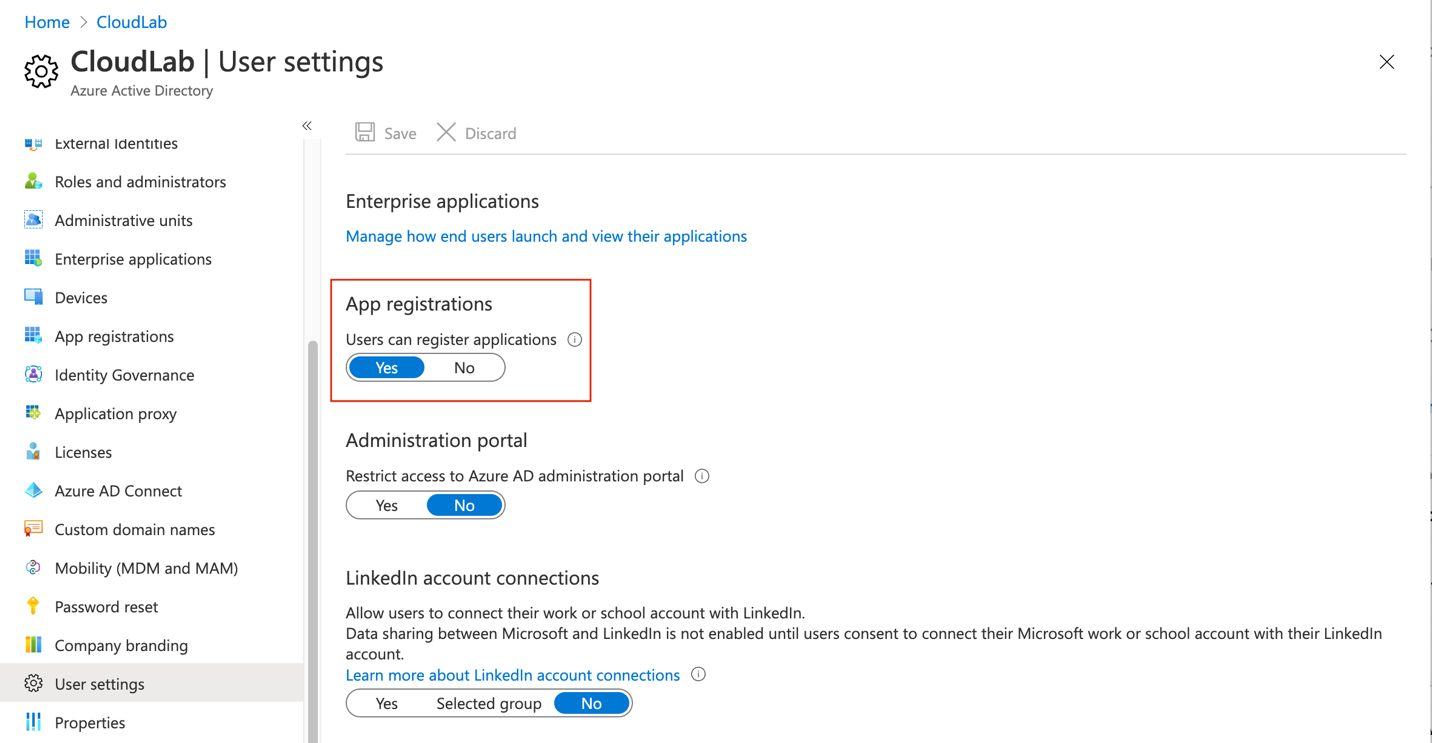 Home > CloudLab
CloudLab | User settings
Azure Active Directory
«
External Identities
Roles and administrators
Administrative units
Enterprise applications
Devices
App registrations
Identity Governance
Application proxy
Licenses
Azure AD Connect
Custom domain names
Mobility (MDM and MAM)
Password reset
Company branding
User settings
Properties
Save Discard
Enterprise applications
Manage how end users launch and view their applications
App registrations
Users can register applications
Yes No
Administration portal
Restrict access to Azure AD administration portal
Yes No
LinkedIn account connections
Allow users to connect their work or school account with LinkedIn.
Data sharing between Microsoft and LinkedIn is not enabled until users consent to connect their Microsoft work or school account with their LinkedIn
account.
Learn more about LinkedIn account connections
Yes Selected group No